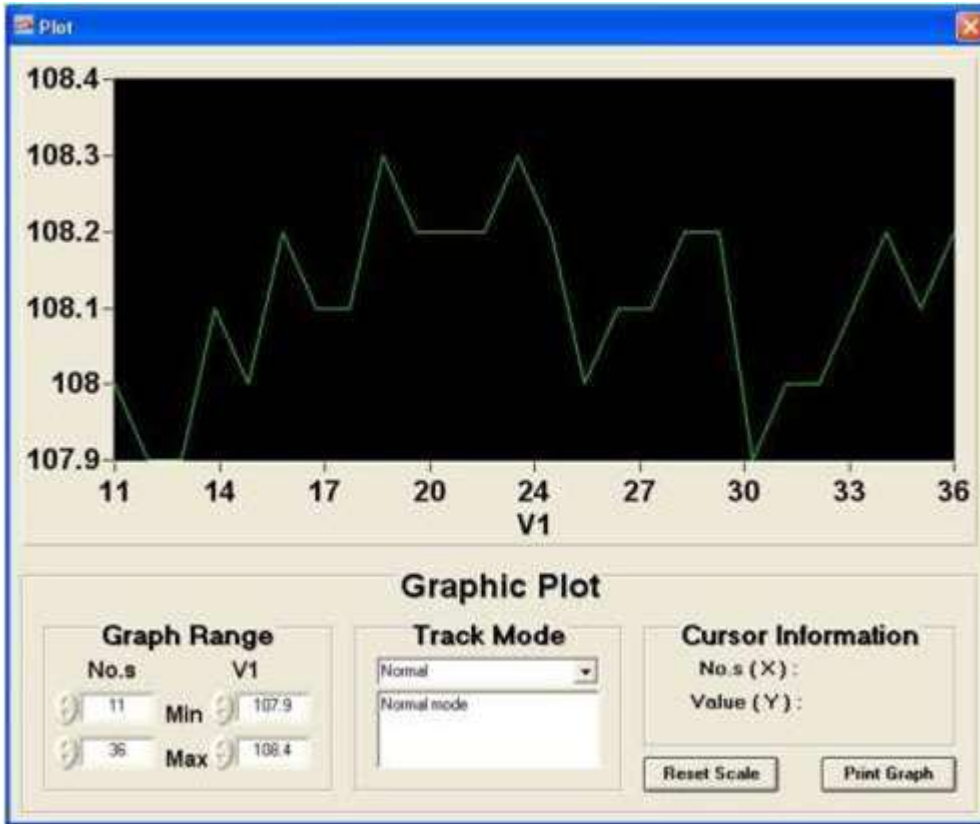 Plot
108.4
108.3
108.2
108.1
108
107.9
11 14 17 20 24 27 30 33 36
V1
Graphic Plot
Graph Range
No.s V1
11 Min 107.9
36 Max 108.4
Track Mode
Normal
Normal mode
Cursor Information
No.s ( X ) :
Value ( Y ) :
Reset Scale Print Graph